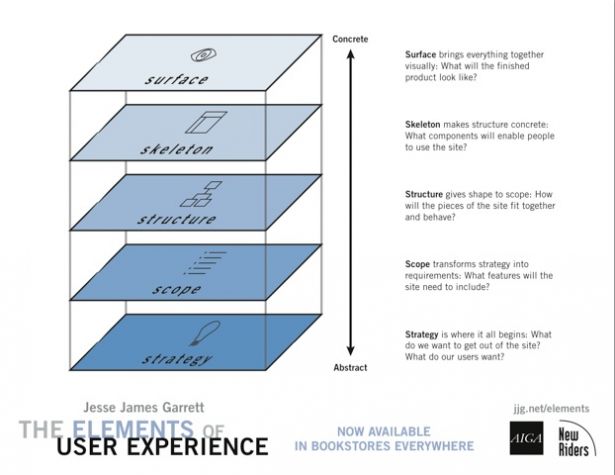 Concrete
surface
Surface brings everything together
visually: What will the finished
product look like?
skeleton
Skeleton makes structure concrete:
What components will enable people
to use the site?
structure
Structure gives shape to scope: How
will the pieces of the site fit together
and behave?
scope
Scope transforms strategy into
requirements: What features will the
site need to include?
strategy
Strategy is where it all begins: What
do we want to get out of the site?
What do our users want?
Abstract
Jesse James Garrett
THE ELEMENTS OF
USER EXPERIENCE
NOW AVAILABLE
IN BOOKSTORES EVERYWHERE
jjg.net/elements
AIGA
New
Riders